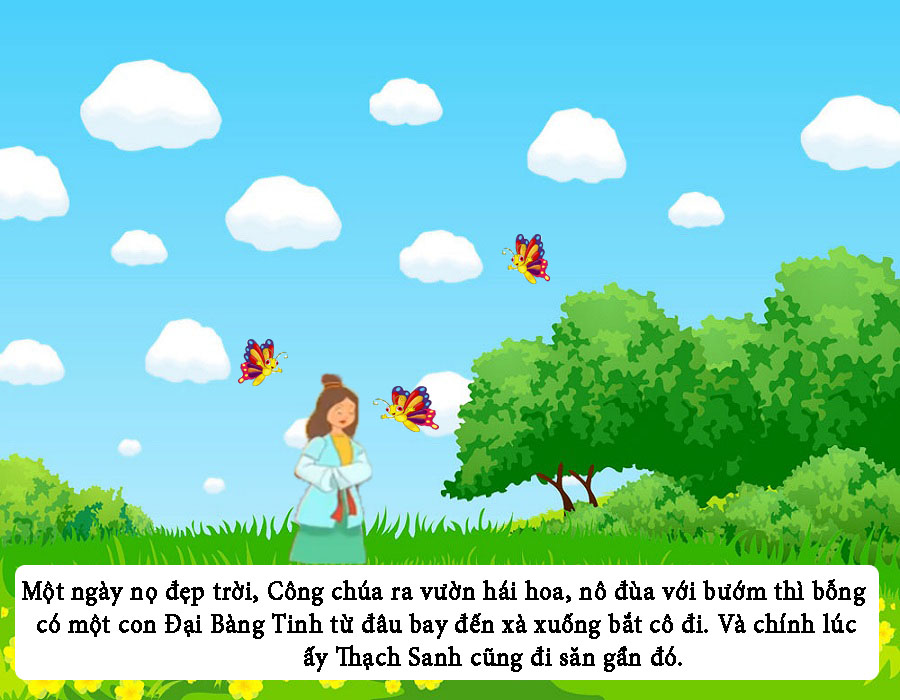 Một ngày nọ đẹp trời, Công chúa ra vườn hái hoa, nô đùa với bướm thì bỗng
có một con Đại Bàng Tinh từ đâu bay đến xà xuống bắt cô đi. Và chính lúc
ấy Thạch Sanh cũng đi săn gần đó.